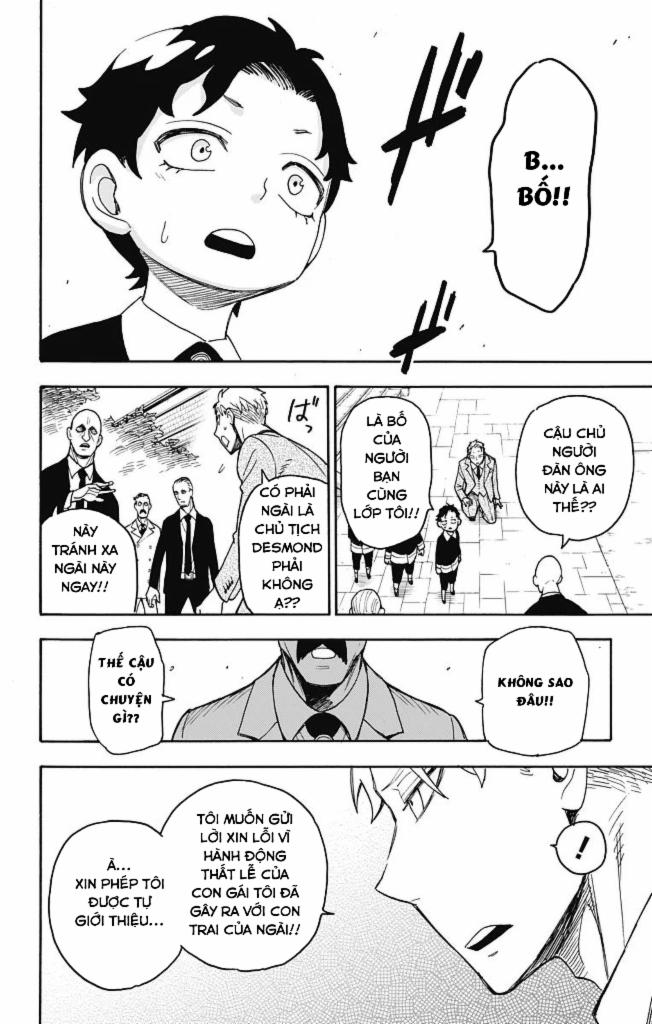 B...
BỐ!!
CẬU CHỦ
NGƯỜI
ĐÀN ÔNG
NÀY LÀ AI
THẾ??
LÀ BỐ
CỦA
NGƯỜI
BẠN
CÙNG
LỚP TÔI!!
ばっ
CÓ PHẢI
NGÀI LÀ
CHỦ TỊCH
DESMOND
PHẢI
KHÔNG
Ạ??
NÀY
TRÁNH XA
NGÀI NÀY
NGAY!!
KHÔNG SAO
ĐÂU!!
THẾ CẬU
CÓ
CHUYỆN
GÌ??
!
TÔI MUỐN GỬI
LỜI XIN LỖI VÌ
HÀNH ĐỘNG
THẤT LỄ CỦA
CON GÁI TÔI ĐÃ
GÂY RA VỚI CON
TRAI CỦA NGÀI!!
À...
XIN PHÉP TÔI
ĐƯỢC TỰ
GIỚI THIỆU...